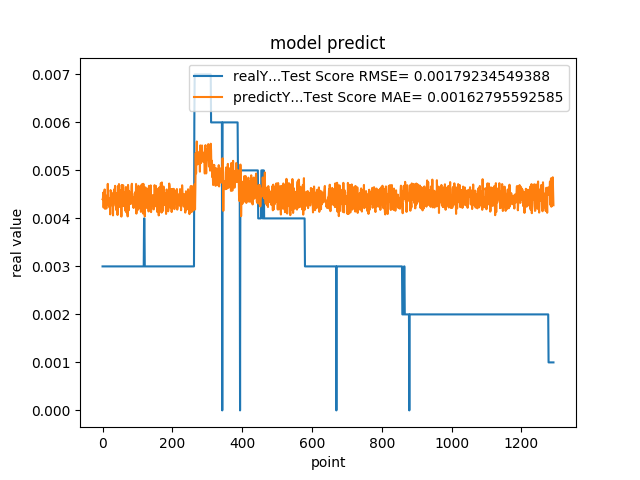 model predict
realY...Test Score RMSE= 0.00179234549388
predictY...Test Score MAE= 0.00162795592585
0.007
0.006
0.005
0.004
0.003
0.002
0.001
0.000
real value
0 200 400 600 800 1000 1200
point